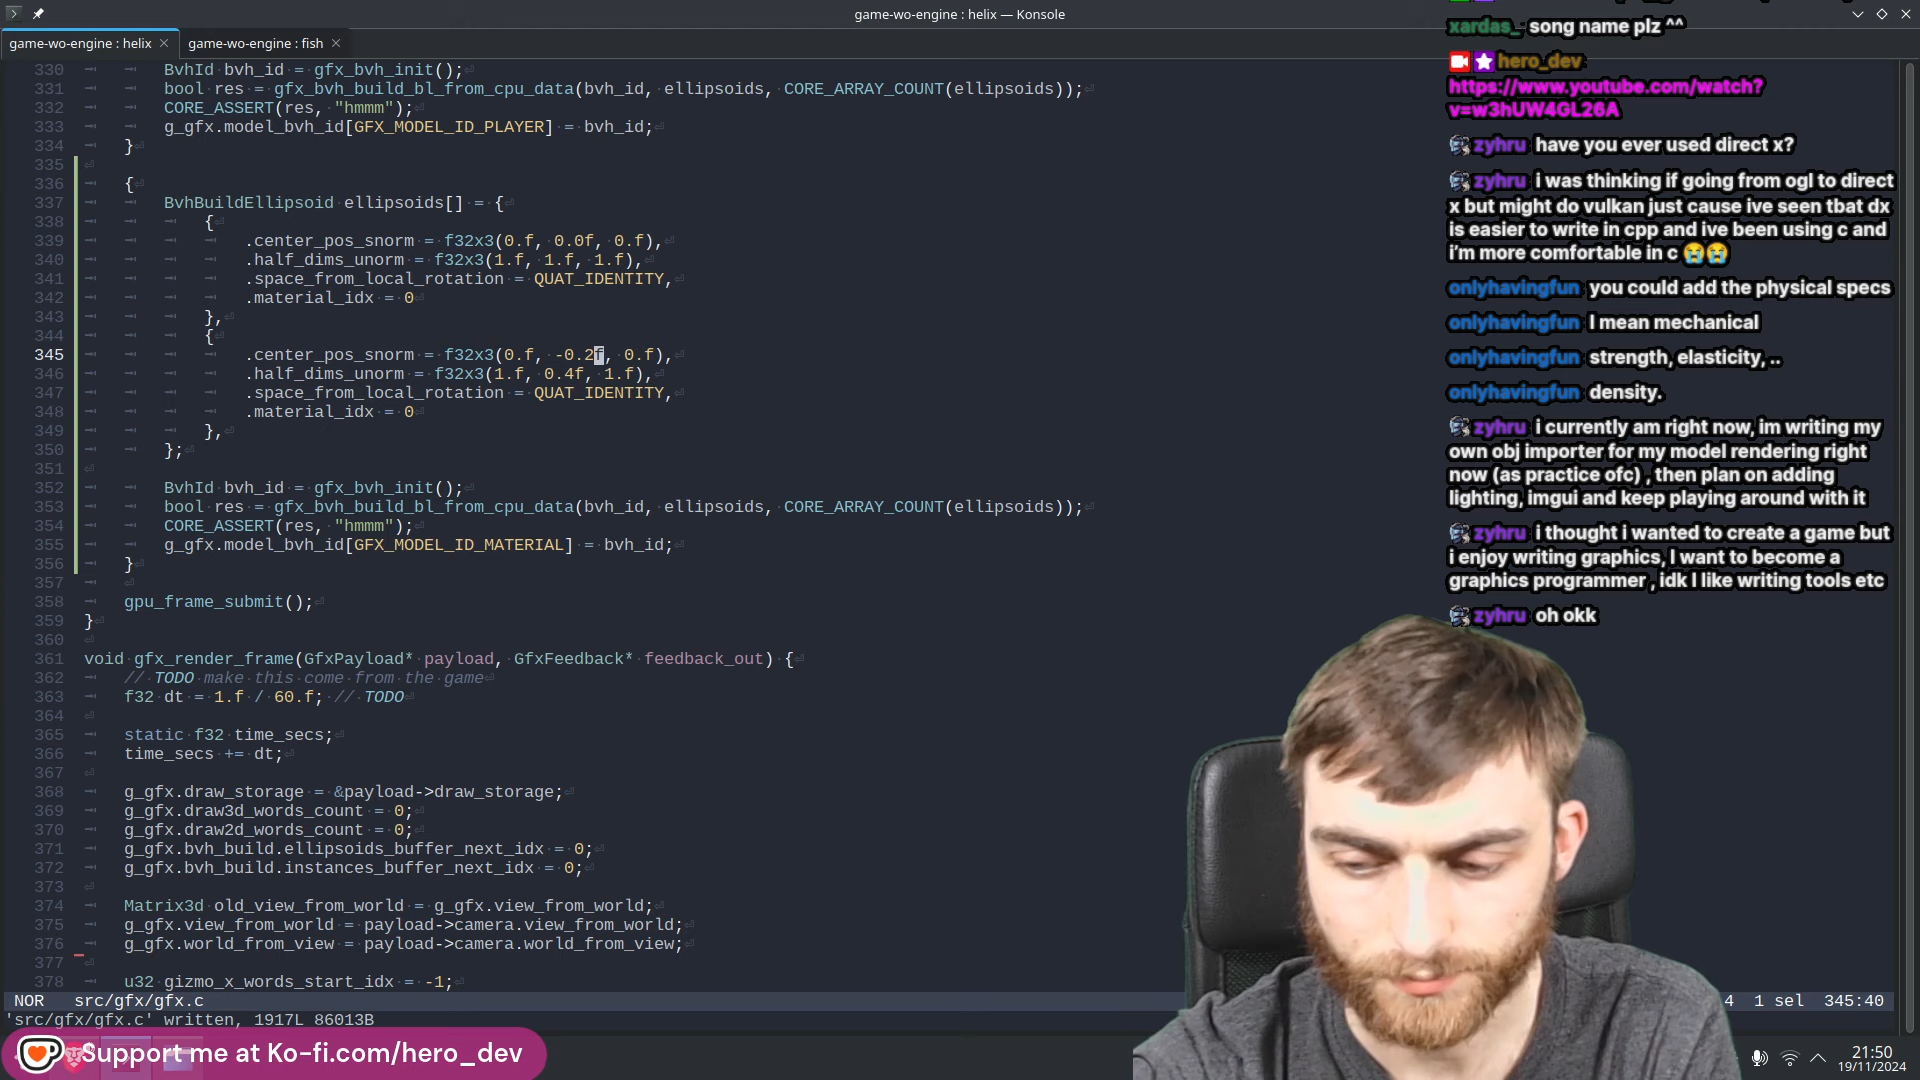 game-wo-engine : helix — Konsole
game-wo-engine : helix
game-wo-engine : fish
330 BvhId bvh_id = gfx_bvh_init();
331 bool res = gfx_bvh_build_bl_from_cpu_data(bvh_id, ellipsoids, CORE_ARRAY_COUNT(ellipsoids));
332 CORE_ASSERT(res, "hmmm");
333 g_gfx.model_bvh_id[GFX_MODEL_ID_PLAYER] = bvh_id;
334 }
335
336 {
337 BvhBuildEllipsoid ellipsoids[] = {
338 {
339 .center_pos_snorm = f32x3(0.f, 0.0f, 0.f),
340 .half_dims_unorm = f32x3(1.f, 1.f, 1.f),
341 .space_from_local_rotation = QUAT_IDENTITY,
342 .material_idx = 0
343 },
344 {
345 .center_pos_snorm = f32x3(0.f, -0.2f, 0.f),
346 .half_dims_unorm = f32x3(1.f, 0.4f, 1.f),
347 .space_from_local_rotation = QUAT_IDENTITY,
348 .material_idx = 0
349 },
350 };
351
352 BvhId bvh_id = gfx_bvh_init();
353 bool res = gfx_bvh_build_bl_from_cpu_data(bvh_id, ellipsoids, CORE_ARRAY_COUNT(ellipsoids));
354 CORE_ASSERT(res, "hmmm");
355 g_gfx.model_bvh_id[GFX_MODEL_ID_MATERIAL] = bvh_id;
356 }
357
358 gpu_frame_submit();
359 }
360
361 void gfx_render_frame(GfxPayload* payload, GfxFeedback* feedback_out) {
362 // TODO make this come from the game
363 f32 dt = 1.f / 60.f; // TODO
364
365 static f32 time_secs;
366 time_secs += dt;
367
368 g_gfx.draw_storage = &payload->draw_storage;
369 g_gfx.draw3d_words_count = 0;
370 g_gfx.draw2d_words_count = 0;
371 g_gfx.bvh_build.ellipsoids_buffer_next_idx = 0;
372 g_gfx.bvh_build.instances_buffer_next_idx = 0;
373
374 Matrix3d old_view_from_world = g_gfx.view_from_world;
375 g_gfx.view_from_world = payload->camera.view_from_world;
376 g_gfx.world_from_view = payload->camera.world_from_view;
377
378 u32 gizmo_x_words_start_idx = -1;
NOR src/gfx/gfx.c
4 1 sel 345:40
'src/gfx/gfx.c' written, 1917L 86013B
Support me at Ko-fi.com/hero_dev
21:50
19/11/2024
xardas_ song name plz ^^
hero_dev
https://www.youtube.com/watch?
v=w3hUW4GL26A
zyhru have you ever used direct x?
zyhru i was thinking if going from ogl to direct
x but might do vulkan just cause ive seen tbat dx
is easier to write in cpp and ive been using c and
i'm more comfortable in c 😭😭
onlyhavingfun you could add the physical specs
onlyhavingfun I mean mechanical
onlyhavingfun strength, elasticity, ..
onlyhavingfun density.
zyhru i currently am right now, im writing my
own obj importer for my model rendering right
now (as practice ofc) , then plan on adding
lighting, imgui and keep playing around with it
zyhru i thought i wanted to create a game but
i enjoy writing graphics, I want to become a
graphics programmer , idk I like writing tools etc
zyhru oh okk